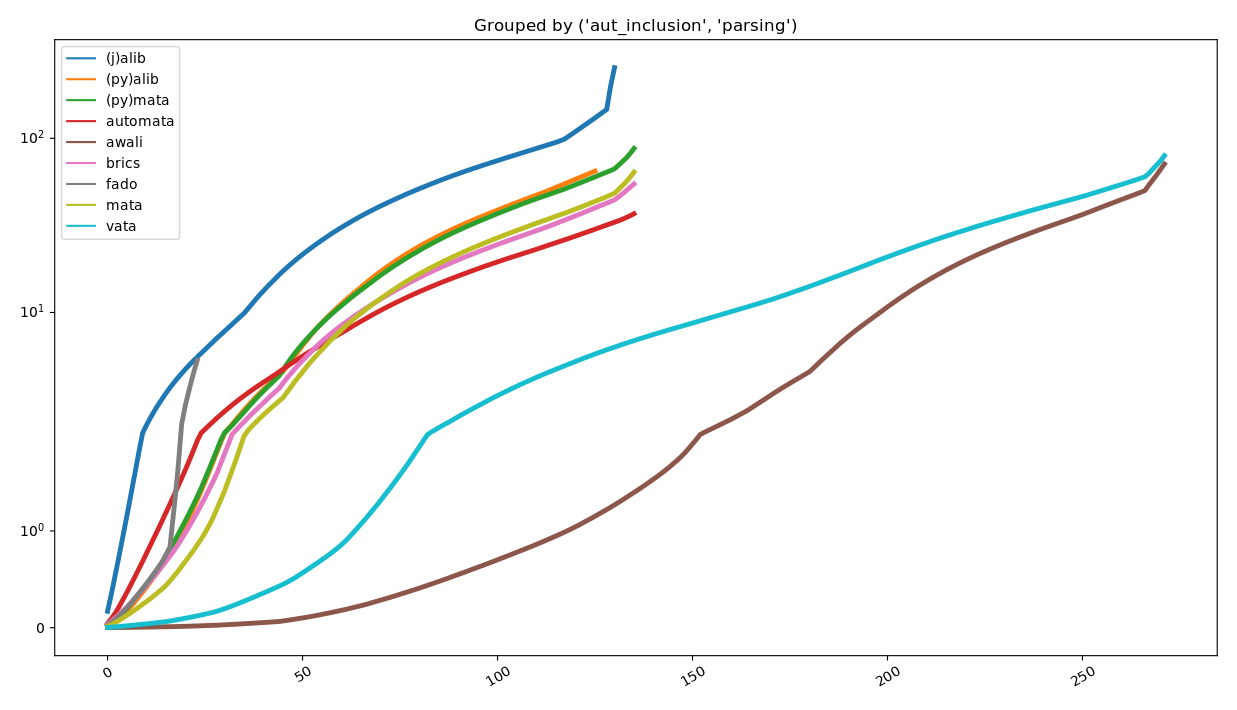 Grouped by ('aut_inclusion', 'parsing')
(j)alib
(py)alib
(py)mata
automata
awali
brics
fado
mata
vata
10²
10¹
10⁰
0
0
50
100
150
200
250